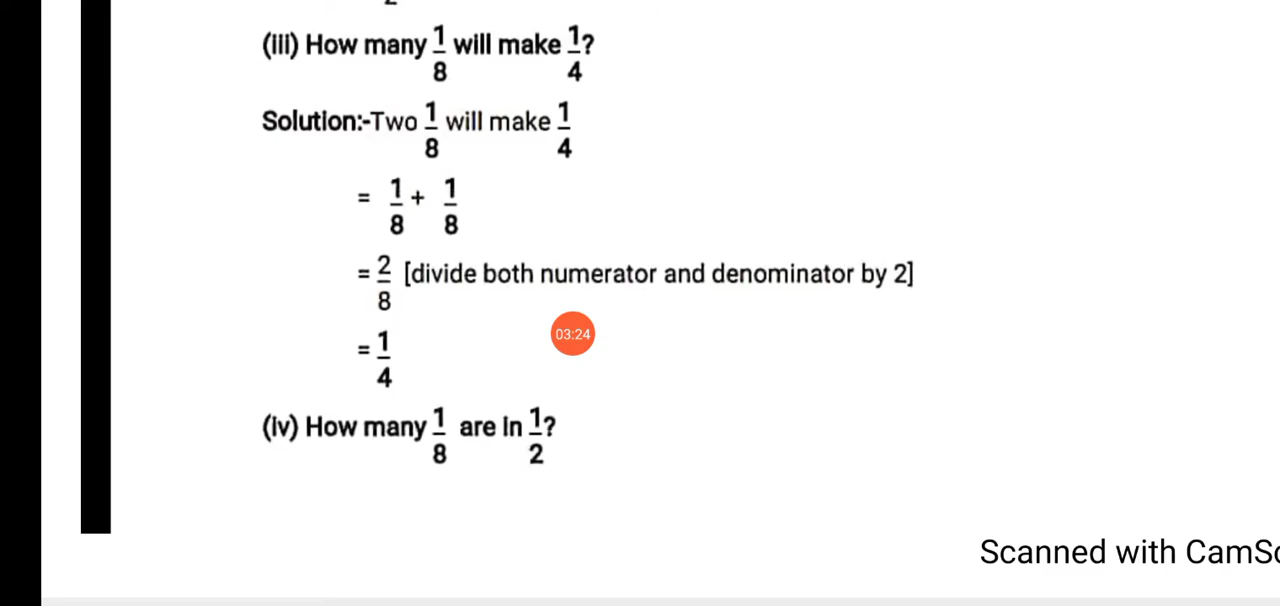 (iii) How many 1/8 will make 1/4?
Solution:-Two 1/8 will make 1/4
= 1/8 + 1/8
= 2/8 [divide both numerator and denominator by 2]
= 1/4
03:24
(iv) How many 1/8 are in 1/2?
Scanned with CamSc